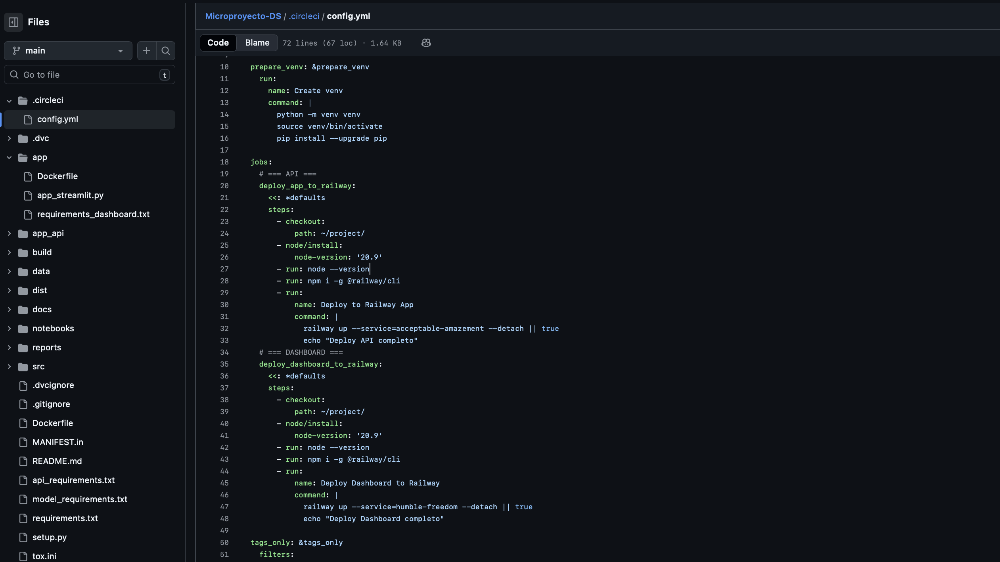 Files
main
Go to file
t
.circleci
config.yml
.dvc
app
Dockerfile
app_streamlit.py
requirements_dashboard.txt
app_api
build
data
dist
docs
notebooks
reports
src
.dvcignore
.gitignore
Dockerfile
MANIFEST.in
README.md
api_requirements.txt
model_requirements.txt
requirements.txt
setup.py
tox.ini
Microproyecto-DS / .circleci / config.yml
Code Blame 72 lines (67 loc) · 1.64 KB
10 prepare_venv: &prepare_venv
11 run:
12 name: Create venv
13 command: |
14 python -m venv venv
15 source venv/bin/activate
16 pip install --upgrade pip
17
18 jobs:
19 # === API ===
20 deploy_app_to_railway:
21 <<: *defaults
22 steps:
23 - checkout:
24 path: ~/project/
25 - node/install:
26 node-version: '20.9'
27 - run: node --version
28 - run: npm i -g @railway/cli
29 - run:
30 name: Deploy to Railway App
31 command: |
32 railway up --service=acceptable-amazement --detach || true
33 echo "Deploy API completo"
34 # === DASHBOARD ===
35 deploy_dashboard_to_railway:
36 <<: *defaults
37 steps:
38 - checkout:
39 path: ~/project/
40 - node/install:
41 node-version: '20.9'
42 - run: node --version
43 - run: npm i -g @railway/cli
44 - run:
45 name: Deploy Dashboard to Railway
46 command: |
47 railway up --service=humble-freedom --detach || true
48 echo "Deploy Dashboard completo"
49
50 tags_only: &tags_only
51 filters: